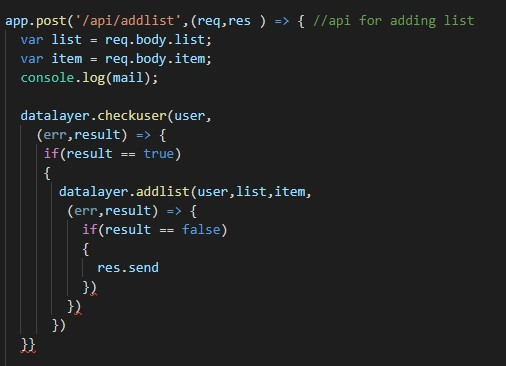 app.post('/api/addlist',(req,res ) => { //api for adding list
var list = req.body.list;
var item = req.body.item;
console.log(mail);
datalayer.checkuser(user,
(err,result) => {
if(result == true)
{
datalayer.addlist(user,list,item,
(err,result) => {
if(result == false)
{
res.send
})
})
})
}}